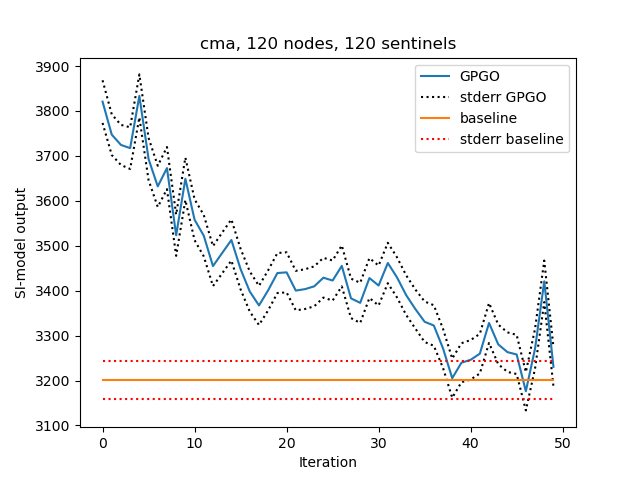 cma, 120 nodes, 120 sentinels
3900
3800
3700
3600
3500
3400
3300
3200
3100
SI-model output
GPGO
stderr GPGO
baseline
stderr baseline
0 10 20 30 40 50
Iteration